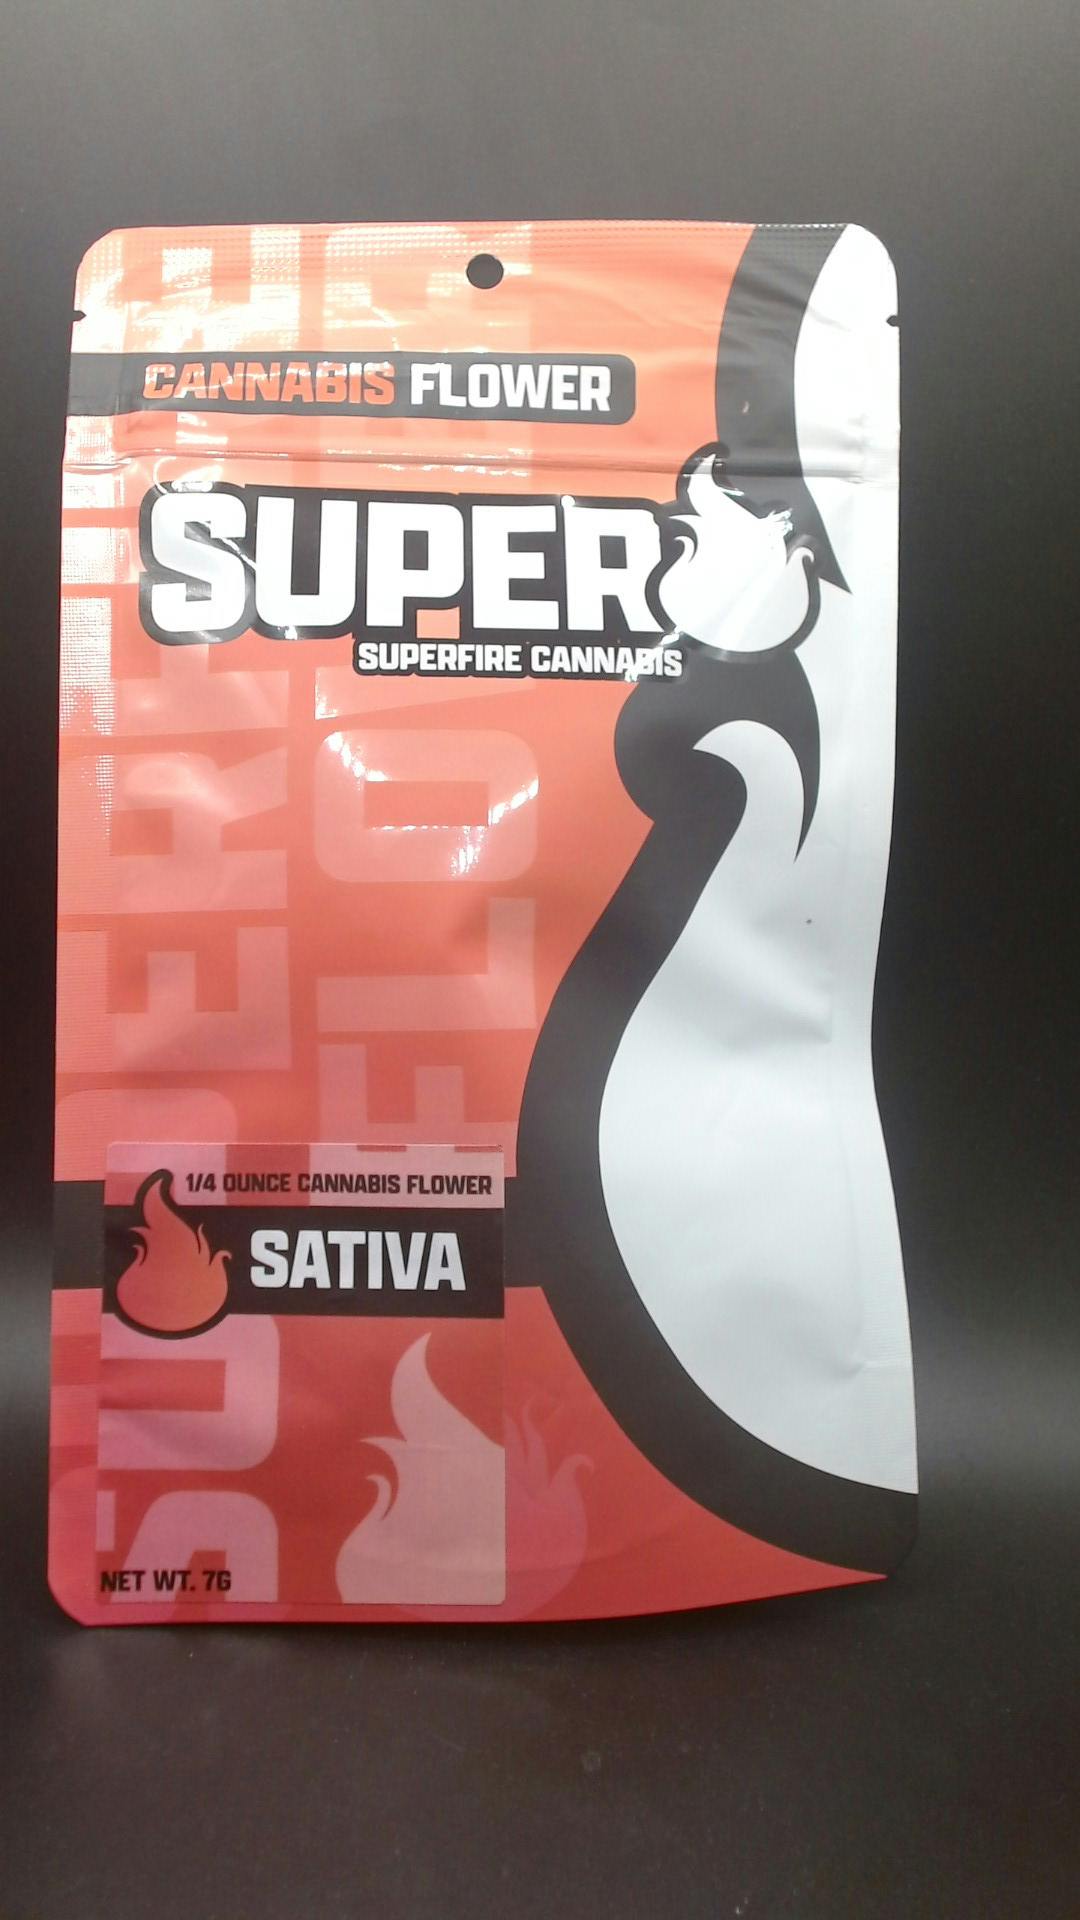 CANNABIS FLOWER
SUPER
SUPERFIRE CANNABIS
1/4 OUNCE CANNABIS FLOWER
SATIVA
NET WT. 7G